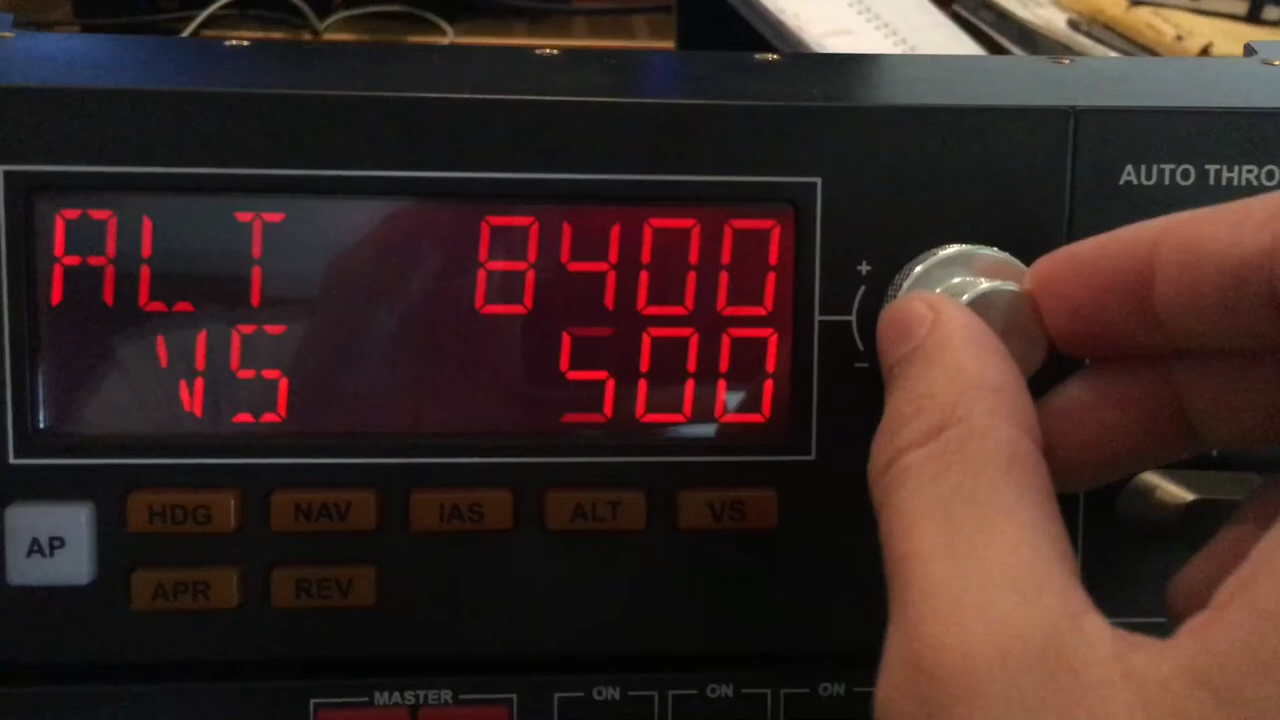 AUTO THRO
ALT 8400
VS 500
+
-
AP
HDG NAV IAS ALT VS
APR REV
MASTER
ON ON ON